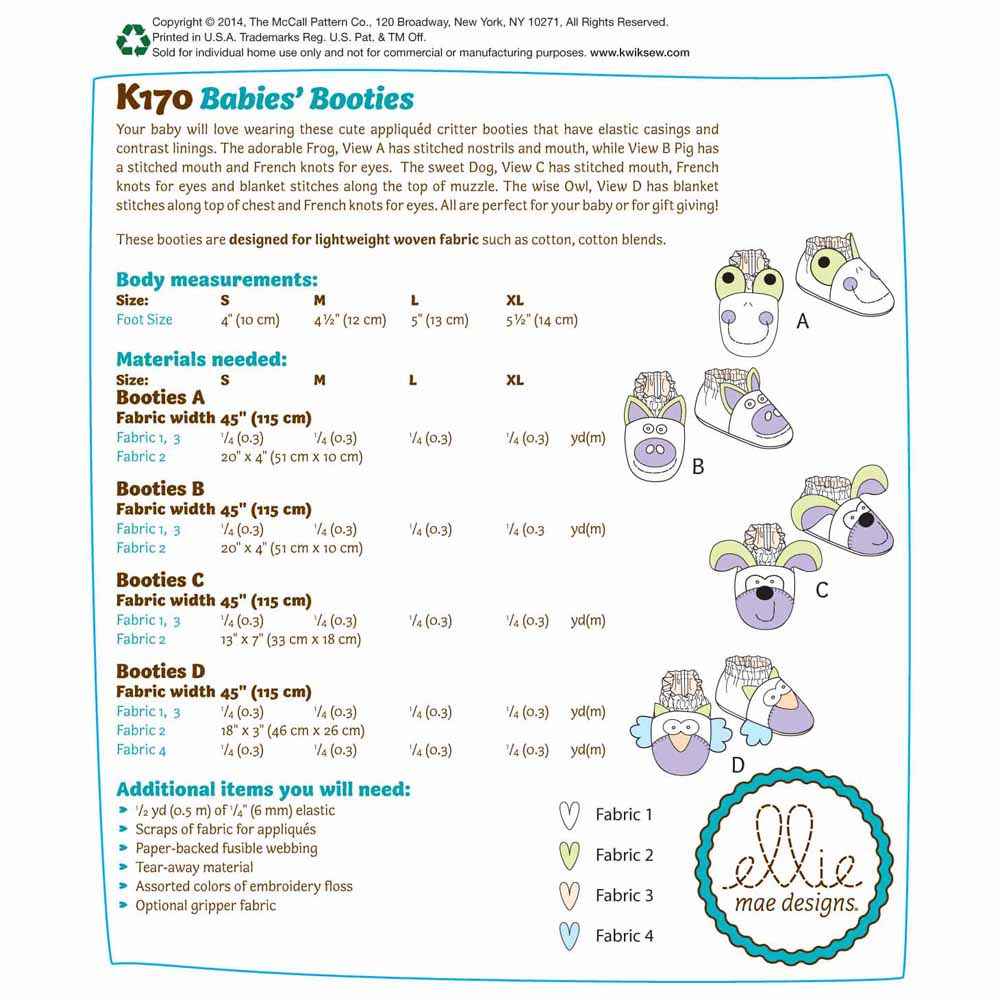 Copyright © 2014, The McCall Pattern Co., 120 Broadway, New York, NY 10271, All Rights Reserved.
Printed in U.S.A. Trademarks Reg. U.S. Pat. & TM Off.
Sold for individual home use only and not for commercial or manufacturing purposes. www.kwiksew.com
K170 Babies' Booties
Your baby will love wearing these cute appliquéd critter booties that have elastic casings and
contrast linings. The adorable Frog, View A has stitched nostrils and mouth, while View B Pig has
a stitched mouth and French knots for eyes. The sweet Dog, View C has stitched mouth, French
knots for eyes and blanket stitches along the top of muzzle. The wise Owl, View D has blanket
stitches along top of chest and French knots for eyes. All are perfect for your baby or for gift giving!
These booties are designed for lightweight woven fabric such as cotton, cotton blends.
Body measurements:
Size: S M L XL
Foot Size 4" (10 cm) 4½" (12 cm) 5" (13 cm) 5½" (14 cm)
Materials needed:
Size: S M L XL
Booties A
Fabric width 45" (115 cm)
Fabric 1, 3 ¼ (0.3) ¼ (0.3) ¼ (0.3) ¼ (0.3) yd(m)
Fabric 2 20" x 4" (51 cm x 10 cm)
Booties B
Fabric width 45" (115 cm)
Fabric 1, 3 ¼ (0.3) ¼ (0.3) ¼ (0.3) ¼ (0.3 yd(m)
Fabric 2 20" x 4" (51 cm x 10 cm)
Booties C
Fabric width 45" (115 cm)
Fabric 1, 3 ¼ (0.3) ¼ (0.3) ¼ (0.3) ¼ (0.3) yd(m)
Fabric 2 13" x 7" (33 cm x 18 cm)
Booties D
Fabric width 45" (115 cm)
Fabric 1, 3 ¼ (0.3) ¼ (0.3) ¼ (0.3) ¼ (0.3) yd(m)
Fabric 2 18" x 3" (46 cm x 26 cm)
Fabric 4 ¼ (0.3) ¼ (0.3) ¼ (0.3) ¼ (0.3) yd(m)
Additional items you will need:
½ yd (0.5 m) of ¼" (6 mm) elastic
Scraps of fabric for appliqués
Paper-backed fusible webbing
Tear-away material
Assorted colors of embroidery floss
Optional gripper fabric
A
B
C
D
Fabric 1
Fabric 2
Fabric 3
Fabric 4
ellie
mae designs®